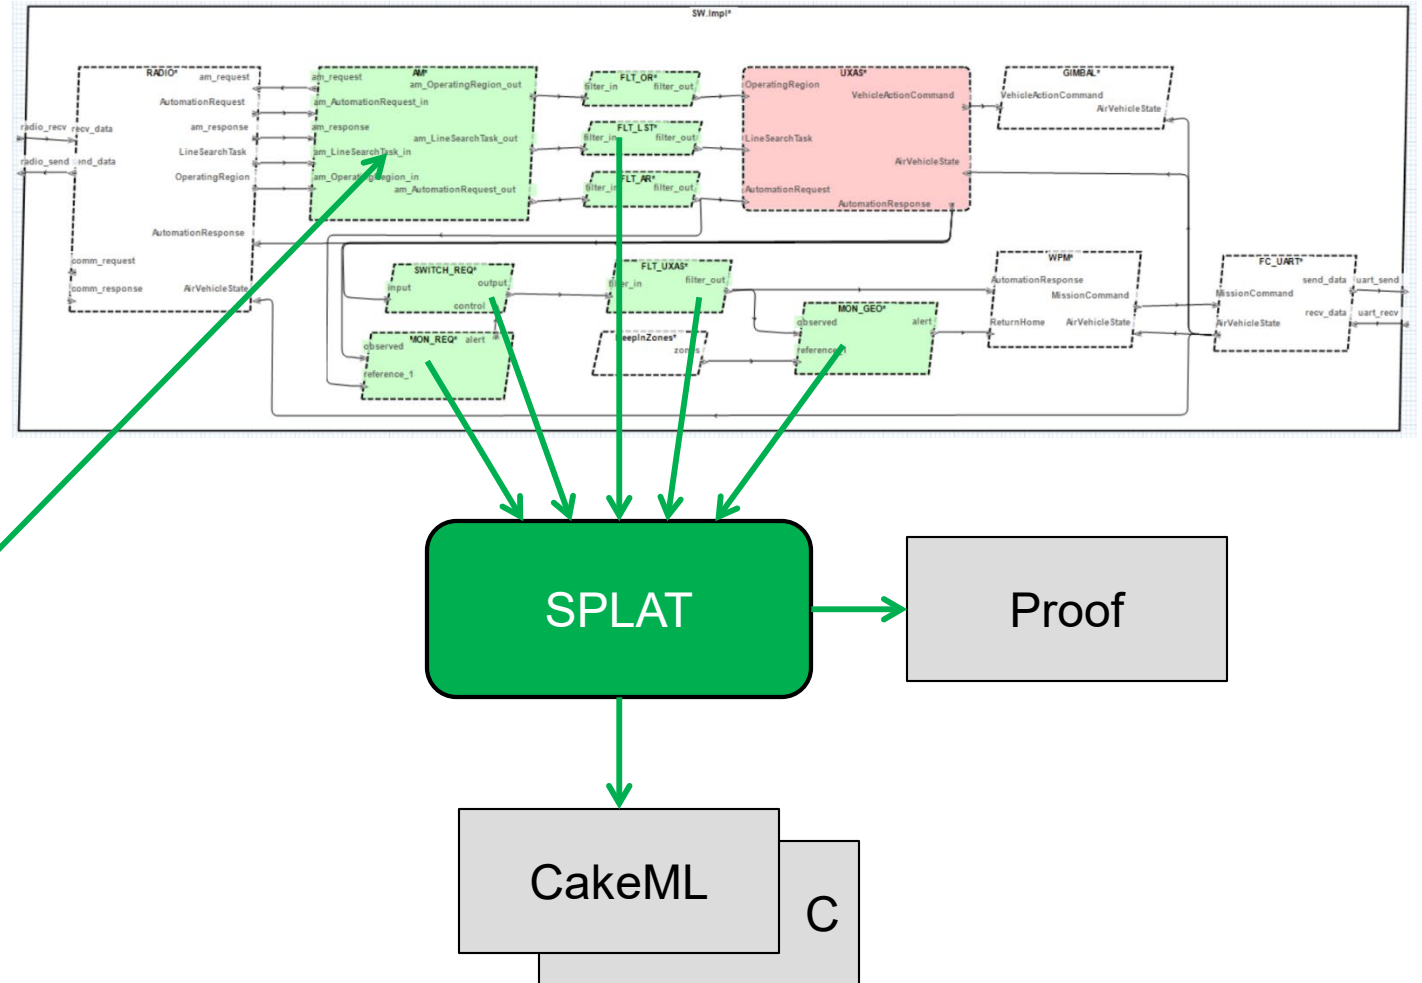 SW.Impl*
RADIO*
am_request
AutomationRequest
am_response
LineSearchTask
OperatingRegion
AutomationResponse
AirVehicleState
radio_recv
recv_data
radio_send
comm_request
comm_response
AM*
am_request
am_OperatingRegion_out
am_AutomationRequest_in
am_response
am_LineSearchTask_out
am_LineSearchTask_in
am_OperatingRegion_in
am_AutomationRequest_out
FLT_OR*
filter_in
filter_out
FLT_LST*
filter_in
filter_out
FLT_AR*
filter_in
filter_out
UXAS*
OperatingRegion
VehicleActionCommand
LineSearchTask
AirVehicleState
AutomationRequest
AutomationResponse
GIMBAL*
VehicleActionCommand
AirVehicleState
SWITCH_REQ*
input
output
control
MON_REQ*
alert
observed
reference_1
FLT_UXAS*
filter_in
filter_out
zones
MON_GEO*
observed
alert
WPM*
AutomationResponse
MissionCommand
ReturnHome
AirVehicleState
FC_UART*
send_data
MissionCommand
recv_data
AirVehicleState
uart_send
uart_recv
SPLAT
Proof
CakeML
C